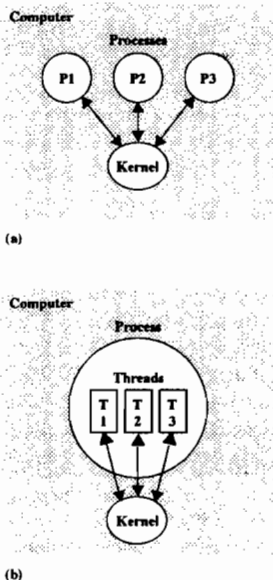 Computer
Processes
P1 P2 P3
Kernel
(a)
Computer
Process
Threads
T T T
1 2 3
Kernel
(b)